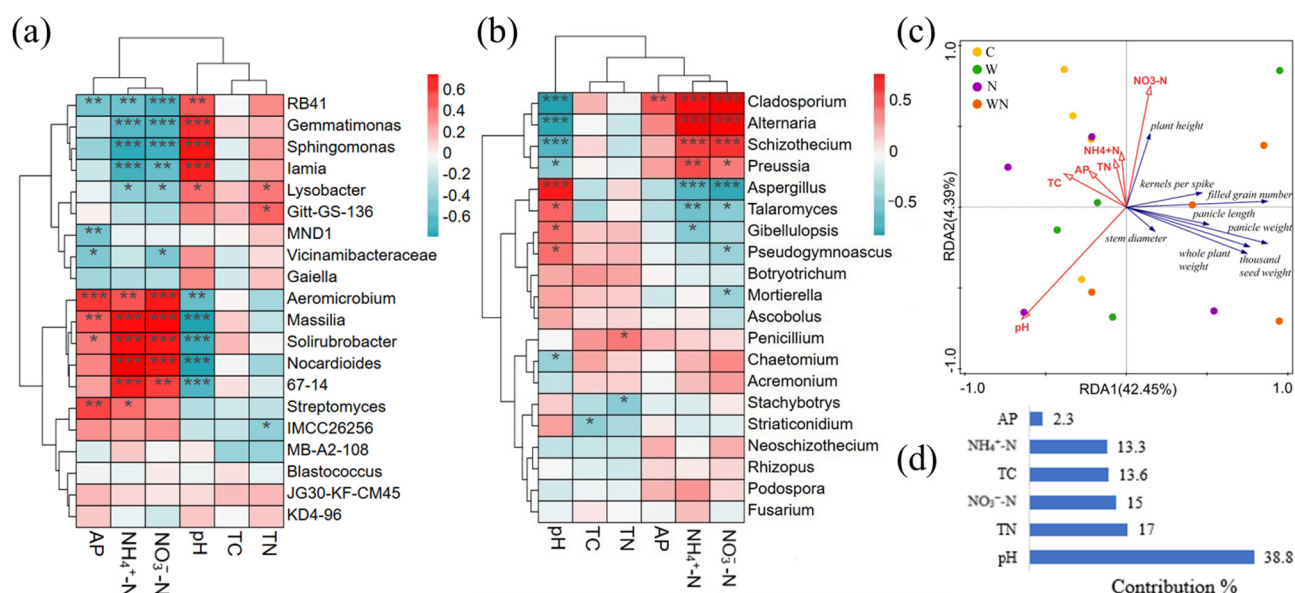 (a)
** ** *** ** RB41
*** *** *** Gemmatimonas
*** *** *** Sphingomonas
*** ** *** Iamia
* * * * Lysobacter
* Gitt-GS-136
** MND1
* * Vicinamibacteraceae
Gaiella
*** ** *** ** Aeromicrobium
** *** *** *** Massilia
* *** *** *** Solirubrobacter
*** *** *** Nocardioides
*** ** *** 67-14
** * Streptomyces
* IMCC26256
MB-A2-108
Blastococcus
JG30-KF-CM45
KD4-96
AP NH₄⁺-N NO₃⁻-N pH TC TN
0.6
0.4
0.2
0
-0.2
-0.4
-0.6
(b)
*** ** *** *** Cladosporium
*** *** *** Alternaria
*** *** *** Schizothecium
* ** * Preussia
*** *** *** Aspergillus
* ** * Talaromyces
* * Gibellulopsis
* * Pseudogymnoascus
Botryotrichum
* Mortierella
Ascobolus
* Penicillium
* Chaetomium
Acremonium
* Stachybotrys
* Striaticonidium
Neoschizothecium
Rhizopus
Podospora
Fusarium
pH TC TN AP NH₄⁺-N NO₃⁻-N
0.5
0
-0.5
(c)
C
W
N
WN
1.0
RDA2(4.39%)
-1.0
NO3-N
plant height
NH4+N
AP TN
TC
kernels per spike
filled grain number
panicle length
panicle weight
stem diameter
whole plant
weight
thousand
seed weight
pH
-1.0 RDA1(42.45%) 1.0
(d)
AP 2.3
NH₄⁺-N 13.3
TC 13.6
NO₃⁻-N 15
TN 17
pH 38.8
Contribution %